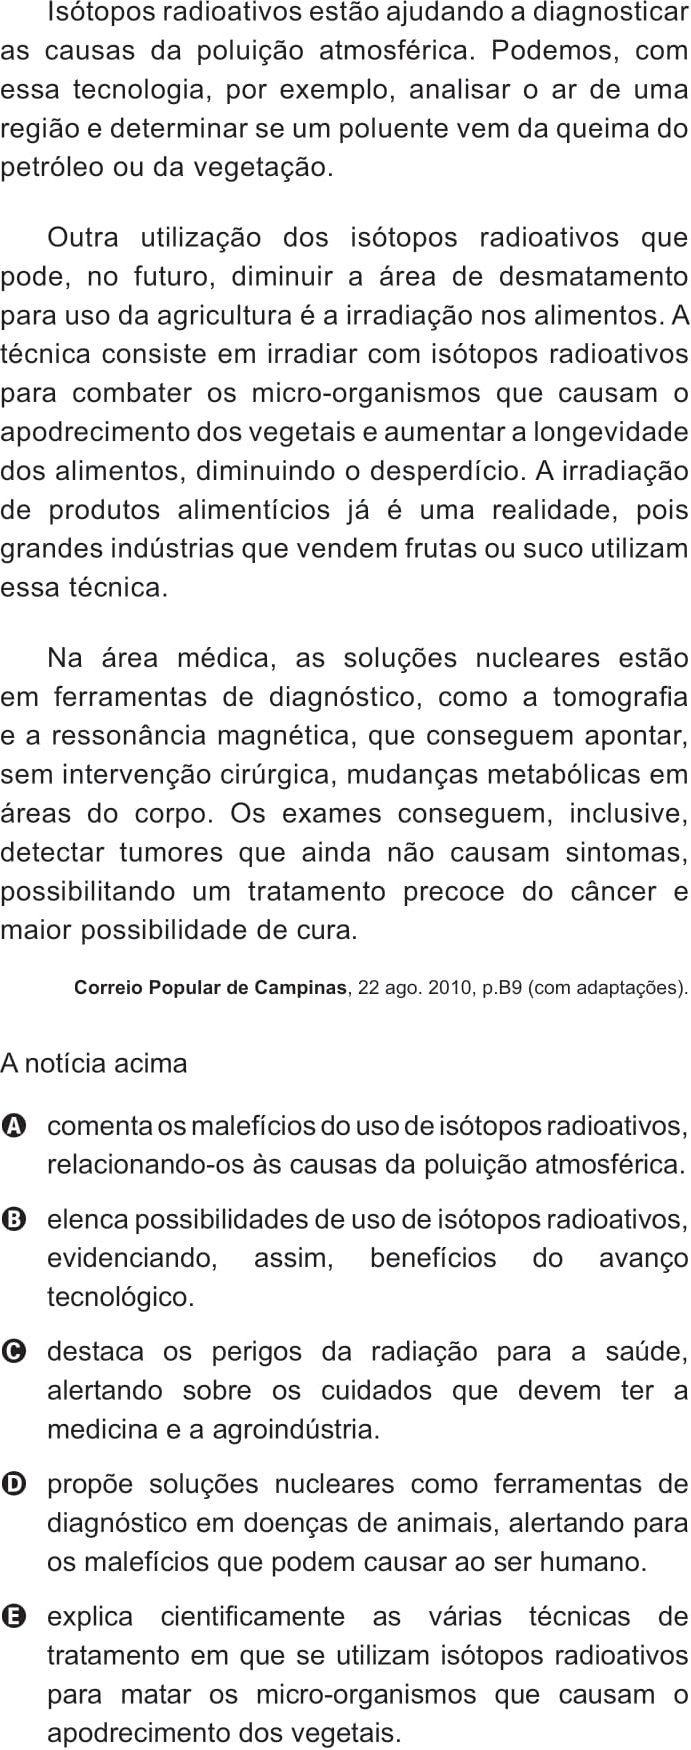 Isótopos radioativos estão ajudando a diagnosticar
as causas da poluição atmosférica. Podemos, com
essa tecnologia, por exemplo, analisar o ar de uma
região e determinar se um poluente vem da queima do
petróleo ou da vegetação.
Outra utilização dos isótopos radioativos que
pode, no futuro, diminuir a área de desmatamento
para uso da agricultura é a irradiação nos alimentos. A
técnica consiste em irradiar com isótopos radioativos
para combater os micro-organismos que causam o
apodrecimento dos vegetais e aumentar a longevidade
dos alimentos, diminuindo o desperdício. A irradiação
de produtos alimentícios já é uma realidade, pois
grandes indústrias que vendem frutas ou suco utilizam
essa técnica.
Na área médica, as soluções nucleares estão
em ferramentas de diagnóstico, como a tomografia
e a ressonância magnética, que conseguem apontar,
sem intervenção cirúrgica, mudanças metabólicas em
áreas do corpo. Os exames conseguem, inclusive,
detectar tumores que ainda não causam sintomas,
possibilitando um tratamento precoce do câncer e
maior possibilidade de cura.
Correio Popular de Campinas, 22 ago. 2010, p.B9 (com adaptações).
A notícia acima
A comenta os malefícios do uso de isótopos radioativos,
relacionando-os às causas da poluição atmosférica.
B elenca possibilidades de uso de isótopos radioativos,
evidenciando, assim, benefícios do avanço
tecnológico.
C destaca os perigos da radiação para a saúde,
alertando sobre os cuidados que devem ter a
medicina e a agroindústria.
D propõe soluções nucleares como ferramentas de
diagnóstico em doenças de animais, alertando para
os malefícios que podem causar ao ser humano.
E explica cientificamente as várias técnicas de
tratamento em que se utilizam isótopos radioativos
para matar os micro-organismos que causam o
apodrecimento dos vegetais.